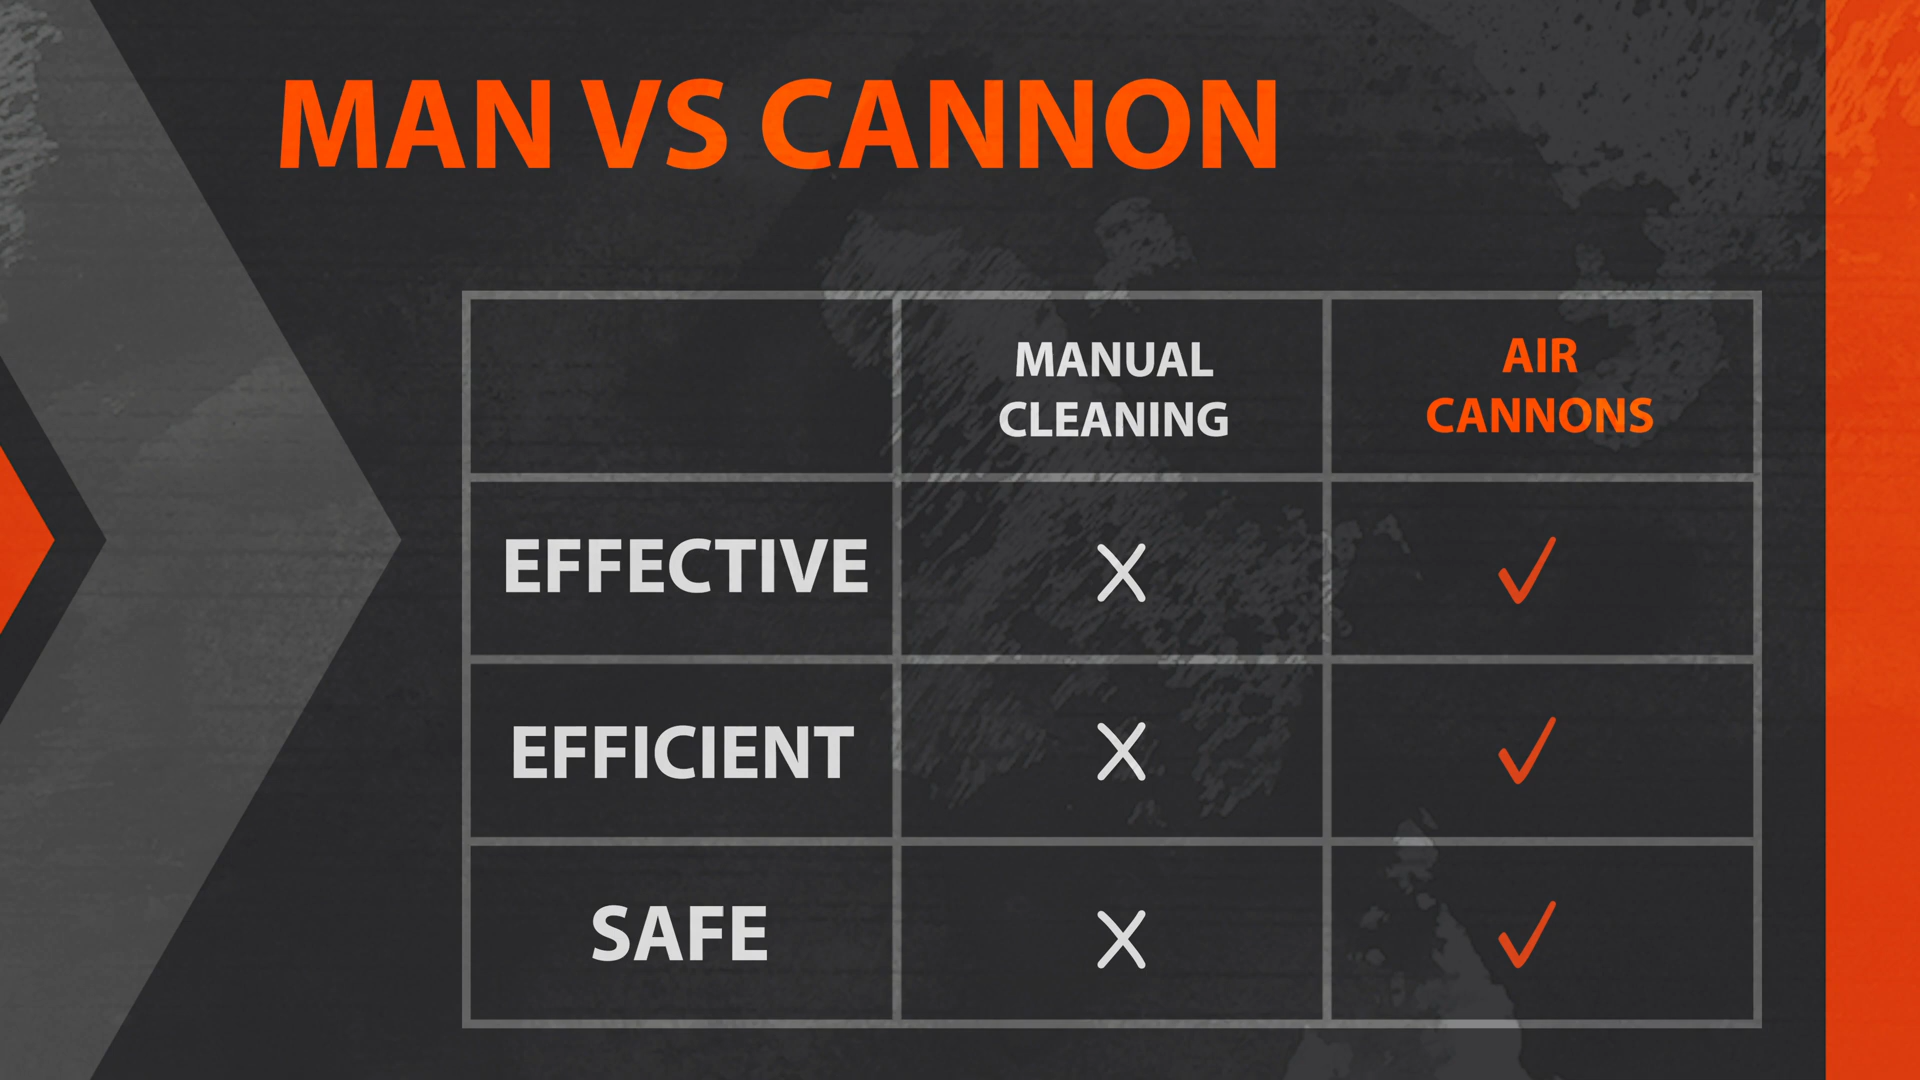 MAN VS CANNON
MANUAL
CLEANING
AIR
CANNONS
EFFECTIVE
X
✓
EFFICIENT
X
✓
SAFE
X
✓